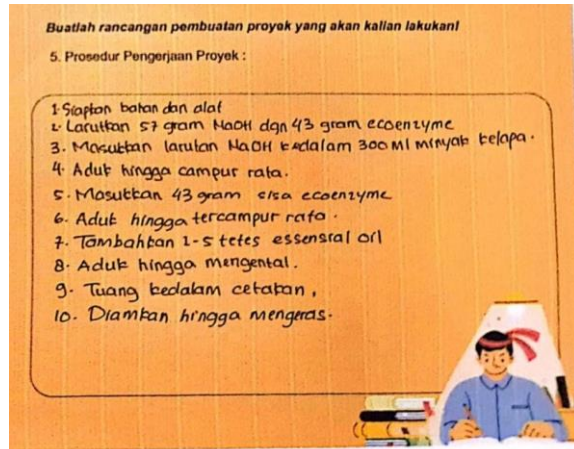 Buatlah rancangan pembuatan proyek yang akan kalian lakukan!
5. Prosedur Pengerjaan Proyek :
1. Siapkan bahan dan alat
2. Larutkan 57 gram NaOH dgn 43 gram ecoenzyme
3. Masukkan larutan NaOH kedalam 300 Ml minyak kelapa.
4. Aduk hingga campur rata.
5. Masukkan 43 gram sisa ecoenzyme
6. Aduk hingga tercampur rata.
7. Tambahkan 1-5 tetes essensial oil
8. Aduk hingga mengental.
9. Tuang kedalam cetakan,
10. Diamkan hingga mengeras.